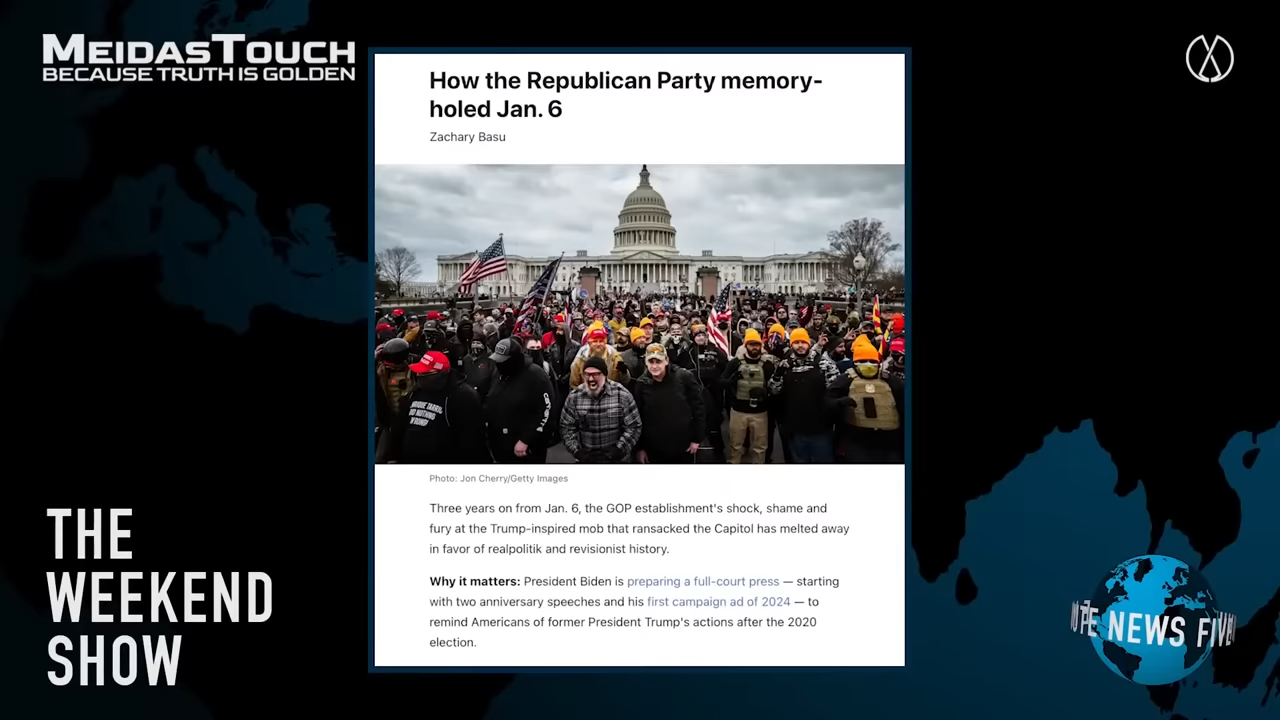 MEIDASTOUCH
BECAUSE TRUTH IS GOLDEN
How the Republican Party memory-
holed Jan. 6
Zachary Basu
Photo: Jon Cherry/Getty Images
Three years on from Jan. 6, the GOP establishment's shock, shame and
fury at the Trump-inspired mob that ransacked the Capitol has melted away
in favor of realpolitik and revisionist history.
Why it matters: President Biden is preparing a full-court press — starting
with two anniversary speeches and his first campaign ad of 2024 — to
remind Americans of former President Trump's actions after the 2020
election.
THE
WEEKEND
SHOW
NEWS FIVE